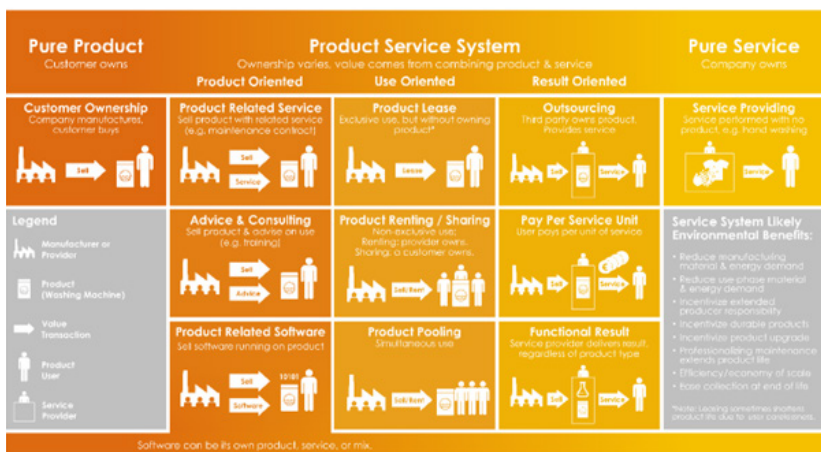 Pure Product
Customer owns
Product Service System
Ownership varies, value comes from combining product & service
Product Oriented
Use Oriented
Result Oriented
Pure Service
Company owns
Customer Ownership
Company manufactures,
customer buys
Sell
Product Related Service
Sell product with related service
(e.g. maintenance contract)
Sell
Service
Product Lease
Exclusive use, but without owning
product*
Lease
Outsourcing
Third party owns product.
Provides service
Sell
Service
Service Providing
Service performed with no
product, e.g. hand washing
Service
Legend
Manufacturer or
Provider
Product
(Washing Machine)
Value
Transaction
Product
User
Service
Provider
Advice & Consulting
Sell product & advise on use
(e.g. training)
Sell
Advice
Product Renting / Sharing
Non-exclusive use;
Renting: provider owns.
Sharing: a customer owns.
Sell/Rent
Pay Per Service Unit
User pays per unit of service
Sell
Service
Product Related Software
Sell software running on product
Sell
10101
Software
Product Pooling
Simultaneous use
Sell/Rent
Functional Result
Service provider delivers result,
regardless of product type
Sell
Service
Service System Likely
Environmental Benefits:
• Reduce manufacturing
material & energy demand
• Reduce use-phase material
& energy demand
• Incentivize extended
producer responsibility
• Incentivize durable products
• Incentivize product upgrade
• Professionalizing maintenance
extends product life
• Efficiency/economy of scale
• Ease collection at end of life
*Note: Leasing sometimes shortens
product life due to user carelessness.
Software can be its own product, service, or mix.